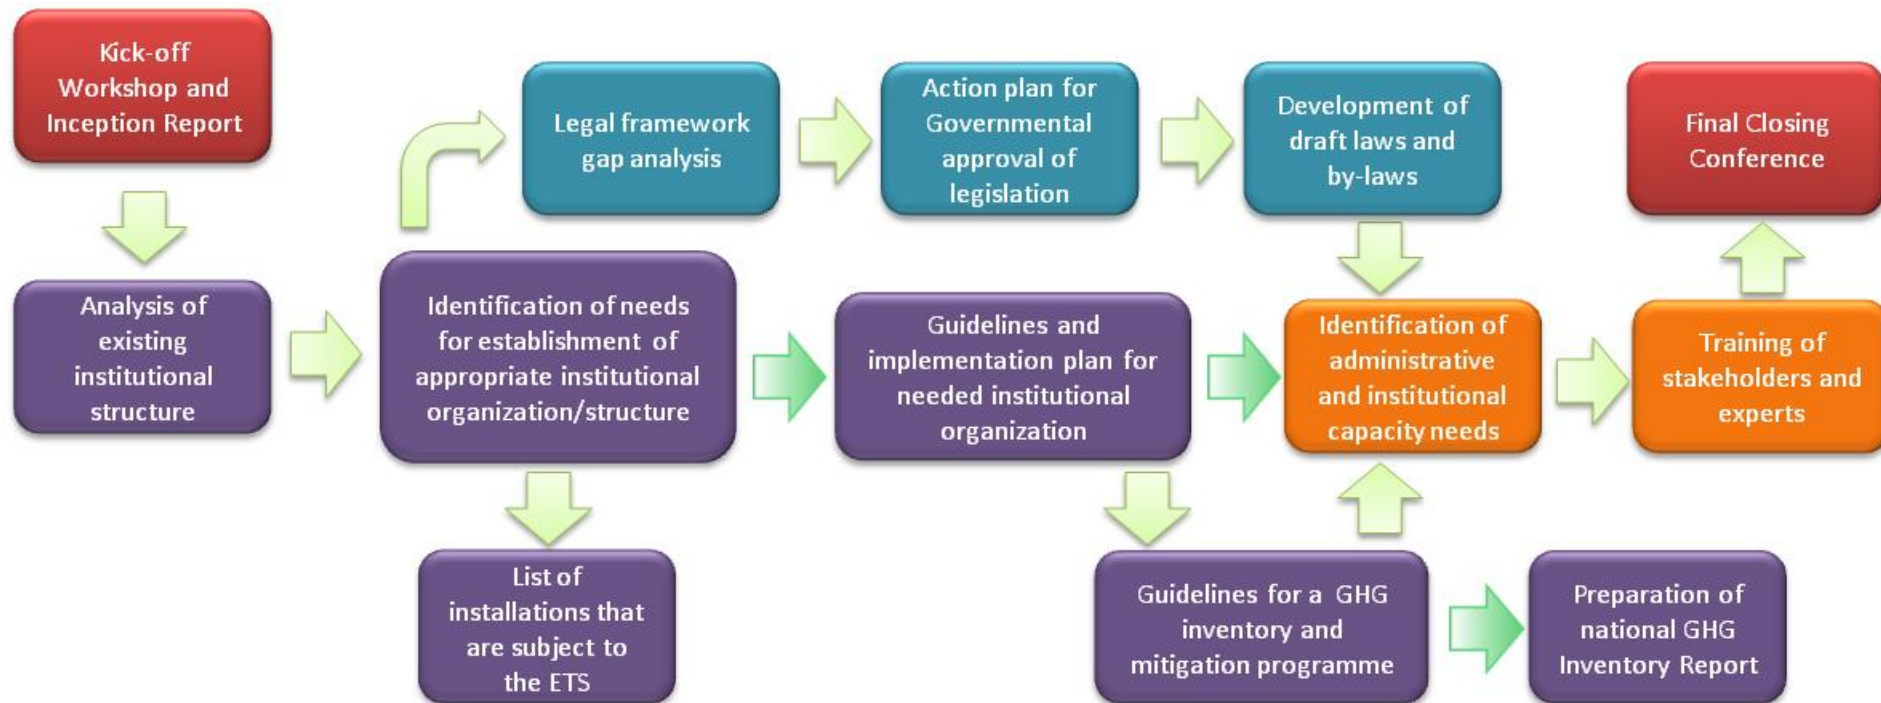 Kick-off
Workshop and
Inception Report
Legal framework
gap analysis
Action plan for
Governmental
approval of
legislation
Development of
draft laws and
by-laws
Final Closing
Conference
Analysis of
existing
institutional
structure
Identification of needs
for establishment of
appropriate institutional
organization/structure
Guidelines and
implementation plan for
needed institutional
organization
Identification of
administrative
and institutional
capacity needs
Training of
stakeholders and
experts
List of
installations that
are subject to
the ETS
Guidelines for a GHG
inventory and
mitigation programme
Preparation of
national GHG
Inventory Report